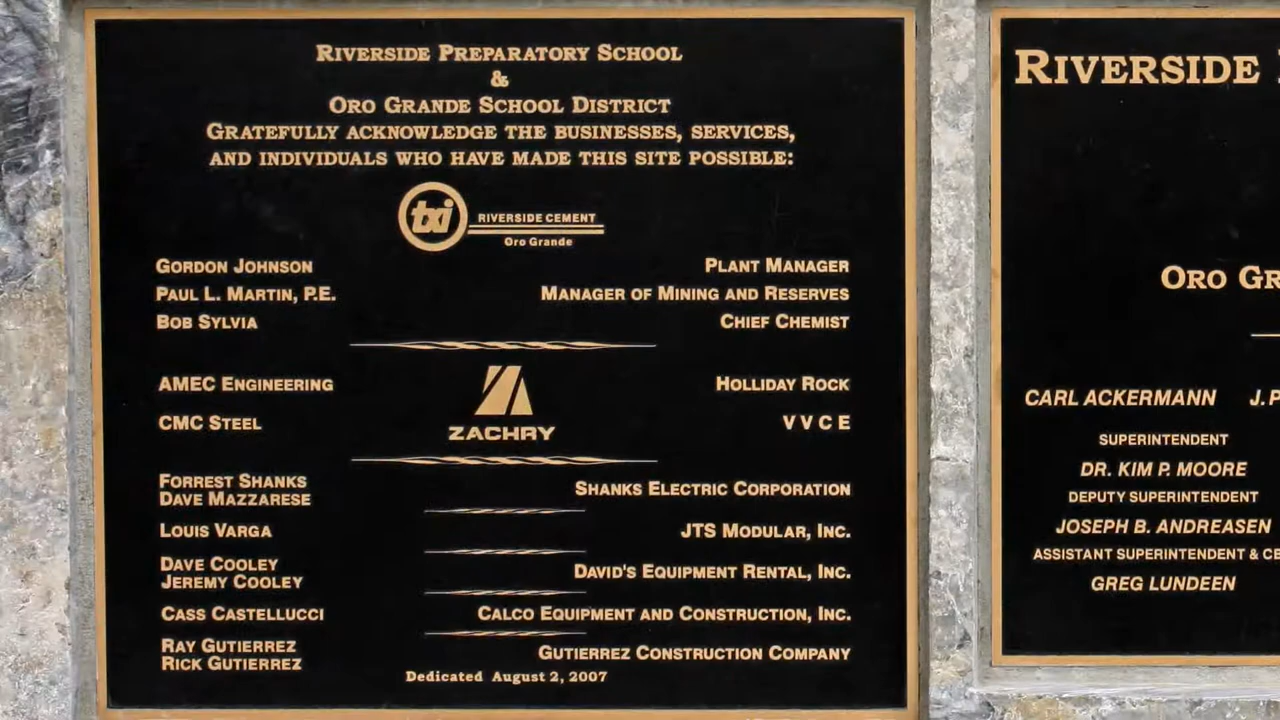 RIVERSIDE PREPARATORY SCHOOL
&
ORO GRANDE SCHOOL DISTRICT
GRATEFULLY ACKNOWLEDGE THE BUSINESSES, SERVICES,
AND INDIVIDUALS WHO HAVE MADE THIS SITE POSSIBLE:
txi RIVERSIDE CEMENT
Oro Grande
GORDON JOHNSON PLANT MANAGER
PAUL L. MARTIN, P.E. MANAGER OF MINING AND RESERVES
BOB SYLVIA CHIEF CHEMIST
AMEC ENGINEERING HOLLIDAY ROCK
CMC STEEL ZACHRY V V C E
FORREST SHANKS
DAVE MAZZARESE SHANKS ELECTRIC CORPORATION
LOUIS VARGA JTS MODULAR, INC.
DAVE COOLEY
JEREMY COOLEY DAVID'S EQUIPMENT RENTAL, INC.
CASS CASTELLUCCI CALCO EQUIPMENT AND CONSTRUCTION, INC.
RAY GUTIERREZ
RICK GUTIERREZ GUTIERREZ CONSTRUCTION COMPANY
Dedicated August 2, 2007
RIVERSIDE
ORO GR
CARL ACKERMANN J. P
SUPERINTENDENT
DR. KIM P. MOORE
DEPUTY SUPERINTENDENT
JOSEPH B. ANDREASEN
ASSISTANT SUPERINTENDENT & CE
GREG LUNDEEN